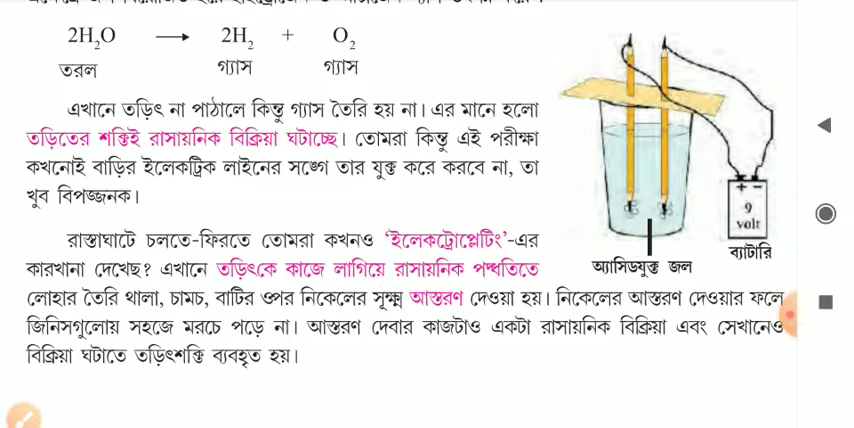 2H₂O ⟶ 2H₂ + O₂
তরল গ্যাস গ্যাস
এখানে তড়িৎ না পাঠালে কিন্তু গ্যাস তৈরি হয় না। এর মানে হলো
তড়িতের শক্তিই রাসায়নিক বিক্রিয়া ঘটাচ্ছে। তোমরা কিন্তু এই পরীক্ষা
কখনোই বাড়ির ইলেকট্রিক লাইনের সঙ্গে তার যুক্ত করে করবে না, তা
খুব বিপজ্জনক।
রাস্তাঘাটে চলতে-ফিরতে তোমরা কখনও ‘ইলেকট্রোপ্লেটিং’-এর
কারখানা দেখেছ? এখানে তড়িৎকে কাজে লাগিয়ে রাসায়নিক পদ্ধতিতে
লোহার তৈরি থালা, চামচ, বাটির ওপর নিকেলের সূক্ষ্ম আস্তরণ দেওয়া হয়। নিকেলের আস্তরণ দেওয়ার ফলে
জিনিসগুলোয় সহজে মরচে পড়ে না। আস্তরণ দেবার কাজটাও একটা রাসায়নিক বিক্রিয়া এবং সেখানেও
বিক্রিয়া ঘটাতে তড়িৎশক্তি ব্যবহৃত হয়।
+ −
9
volt
ব্যাটারি
অ্যাসিডযুক্ত জল